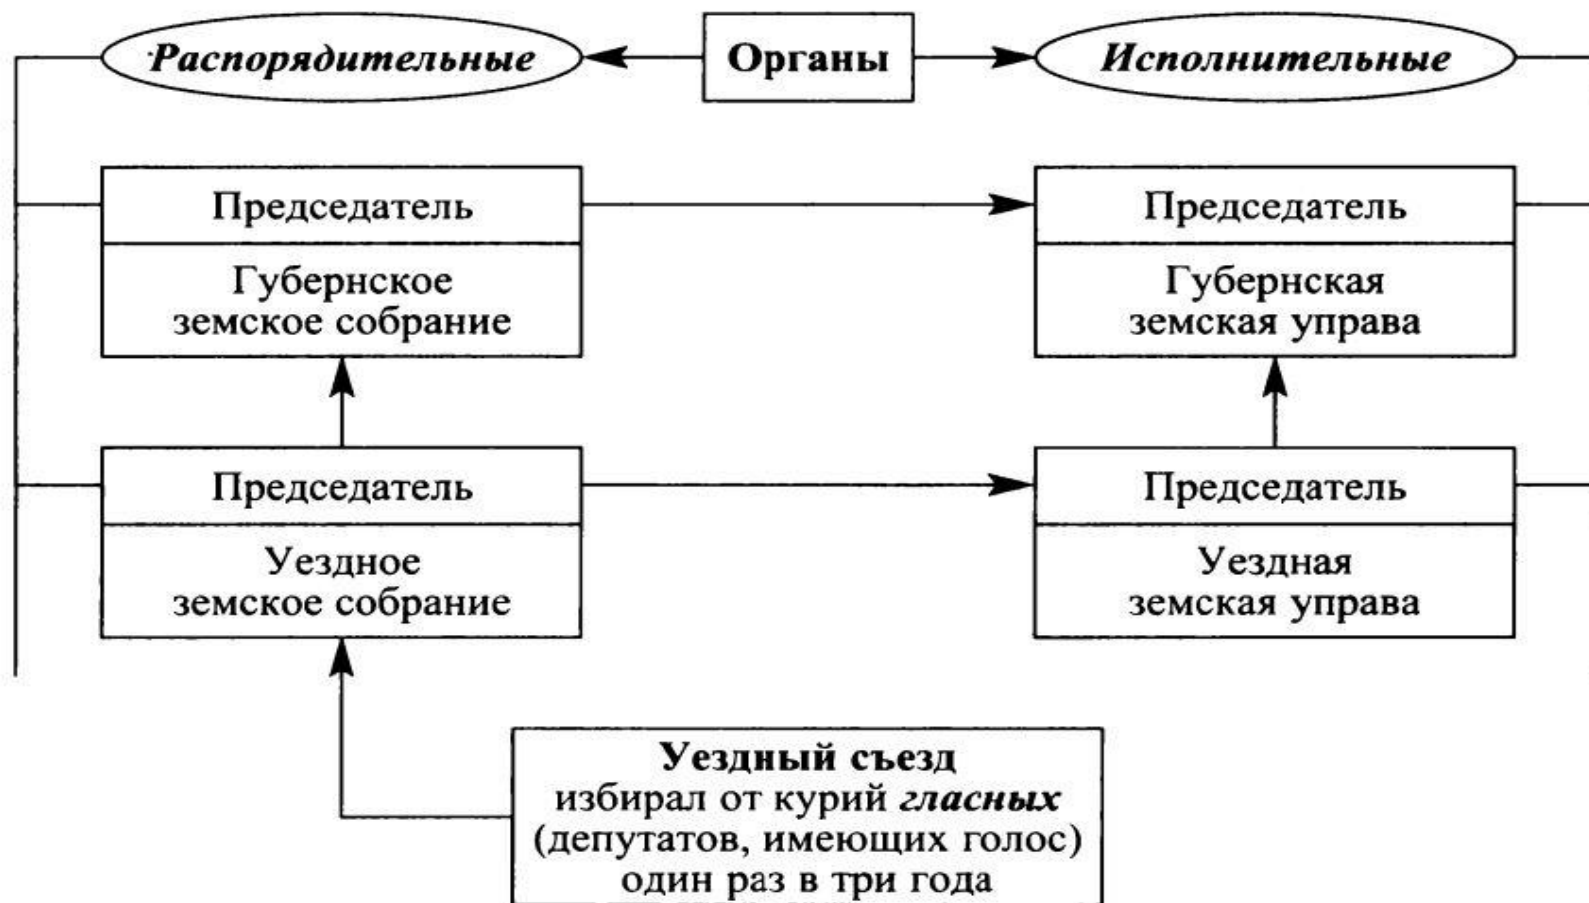 Распорядительные
Органы
Исполнительные
Председатель
Губернское
земское собрание
Председатель
Губернская
земская управа
Председатель
Уездное
земское собрание
Председатель
Уездная
земская управа
Уездный съезд
избирал от курий гласных
(депутатов, имеющих голос)
один раз в три года